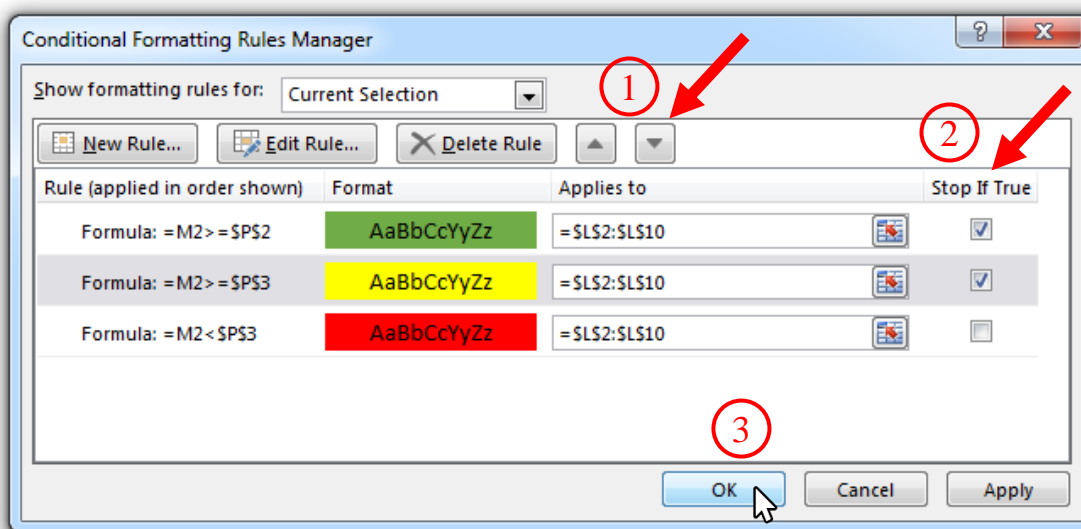 Conditional Formatting Rules Manager
?
Show formatting rules for: Current Selection
1
2
New Rule... Edit Rule... Delete Rule
Rule (applied in order shown) Format Applies to Stop If True
Formula: =M2>=$P$2 AaBbCcYyZz =$L$2:$L$10
Formula: =M2>=$P$3 AaBbCcYyZz =$L$2:$L$10
Formula: =M2<$P$3 AaBbCcYyZz =$L$2:$L$10
3
OK Cancel Apply